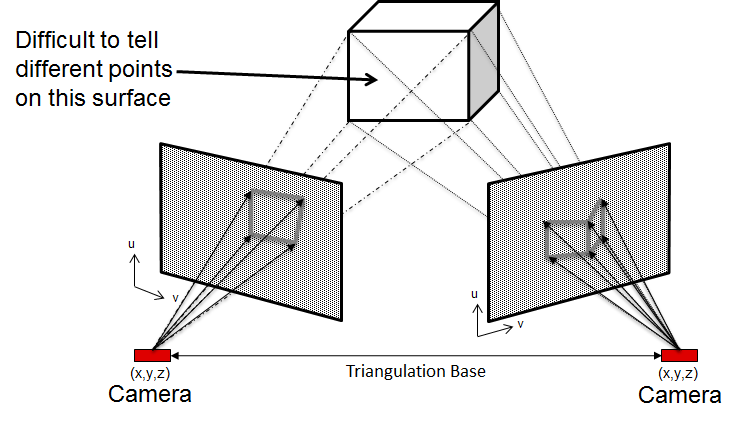 Difficult to tell
different points
on this surface
u
v
u
v
(x,y,z)
Triangulation Base
(x,y,z)
Camera
Camera